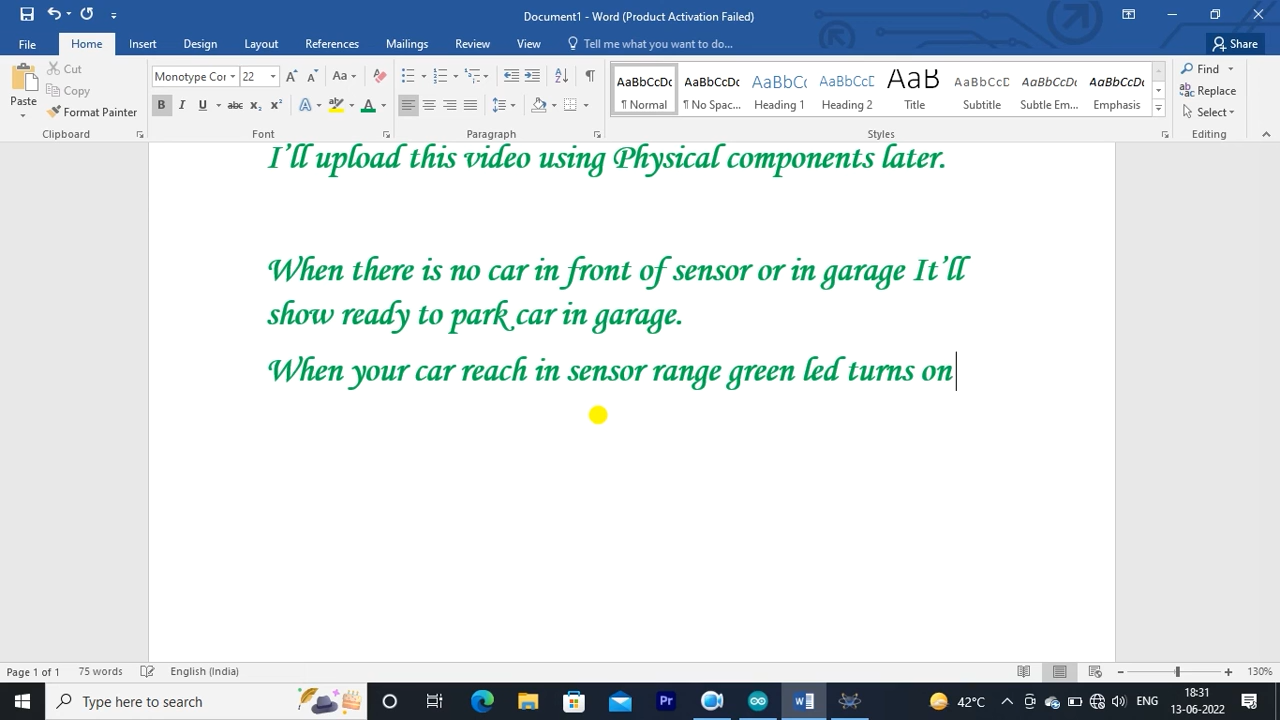 Document1 - Word (Product Activation Failed)
File Home Insert Design Layout References Mailings Review View Tell me what you want to do... Share
Paste Cut Copy Format Painter
Monotype Cor 22
AaBbCcDc AaBbCcDc AaBbCc AaBbCcC AaB AaBbCcC AaBbCcDc AaBbCcDc
¶ Normal ¶ No Spac... Heading 1 Heading 2 Title Subtitle Subtle Em... Emphasis
Find Replace Select
Clipboard Font Paragraph Styles Editing
I'll upload this video using Physical components later.
When there is no car in front of sensor or in garage It'll
show ready to park car in garage.
When your car reach in sensor range green led turns on
Page 1 of 1 75 words English (India) 130%
Type here to search
42°C ENG 18:31
13-06-2022